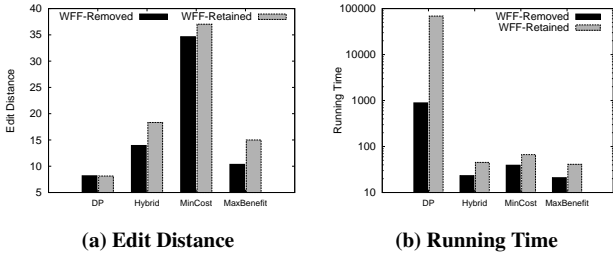 WFF-Removed WFF-Retained
Edit Distance
40
35
30
25
20
15
10
5
DP Hybrid MinCost MaxBenefit
(a) Edit Distance
WFF-Removed
WFF-Retained
Running Time
100000
10000
1000
100
10
DP Hybrid MinCost MaxBenefit
(b) Running Time